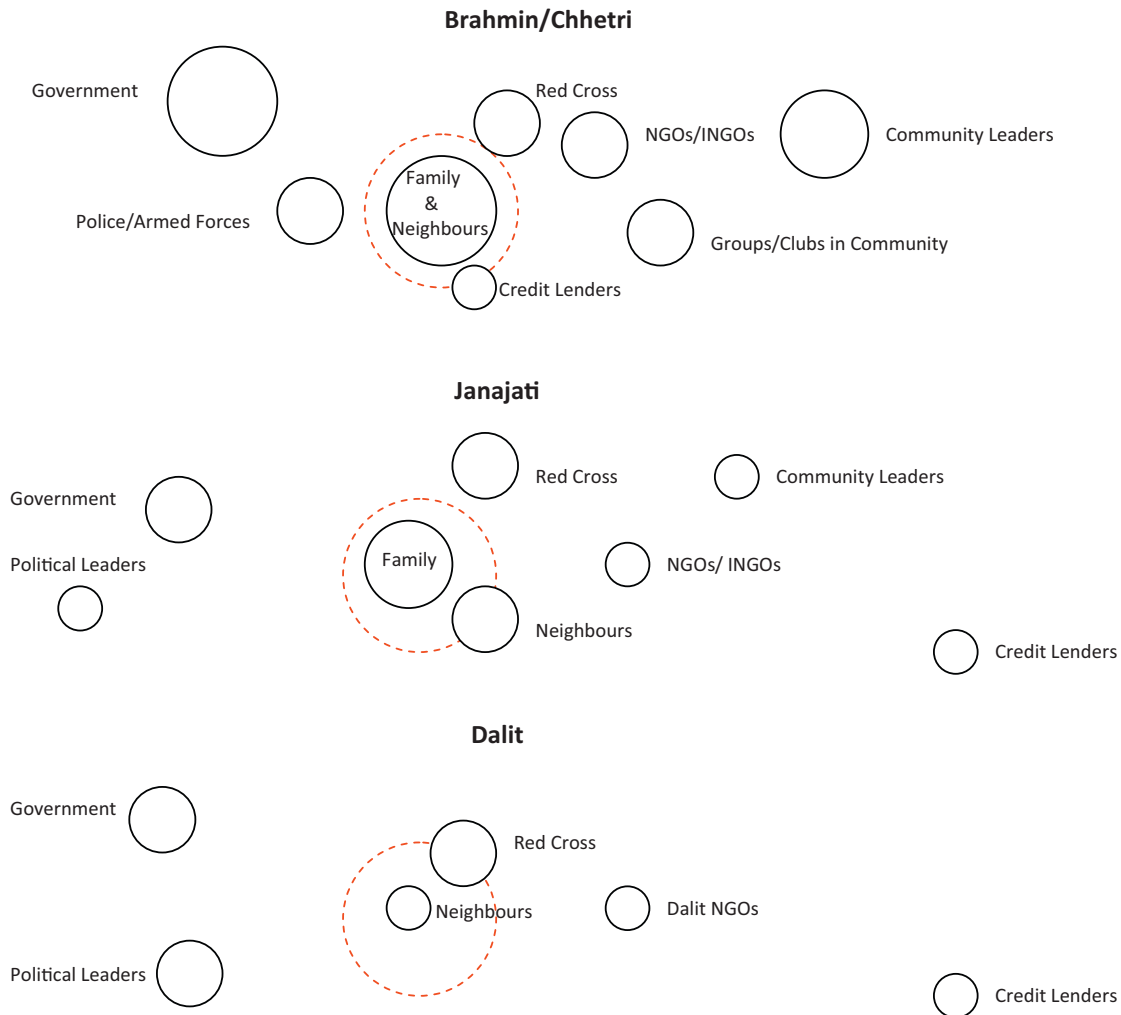 Brahmin/Chhetri
Government
Red Cross
NGOs/INGOs
Community Leaders
Family
&
Neighbours
Police/Armed Forces
Groups/Clubs in Community
Credit Lenders
Janajati
Government
Red Cross
Community Leaders
Political Leaders
Family
NGOs/ INGOs
Neighbours
Credit Lenders
Dalit
Government
Red Cross
Neighbours
Dalit NGOs
Political Leaders
Credit Lenders